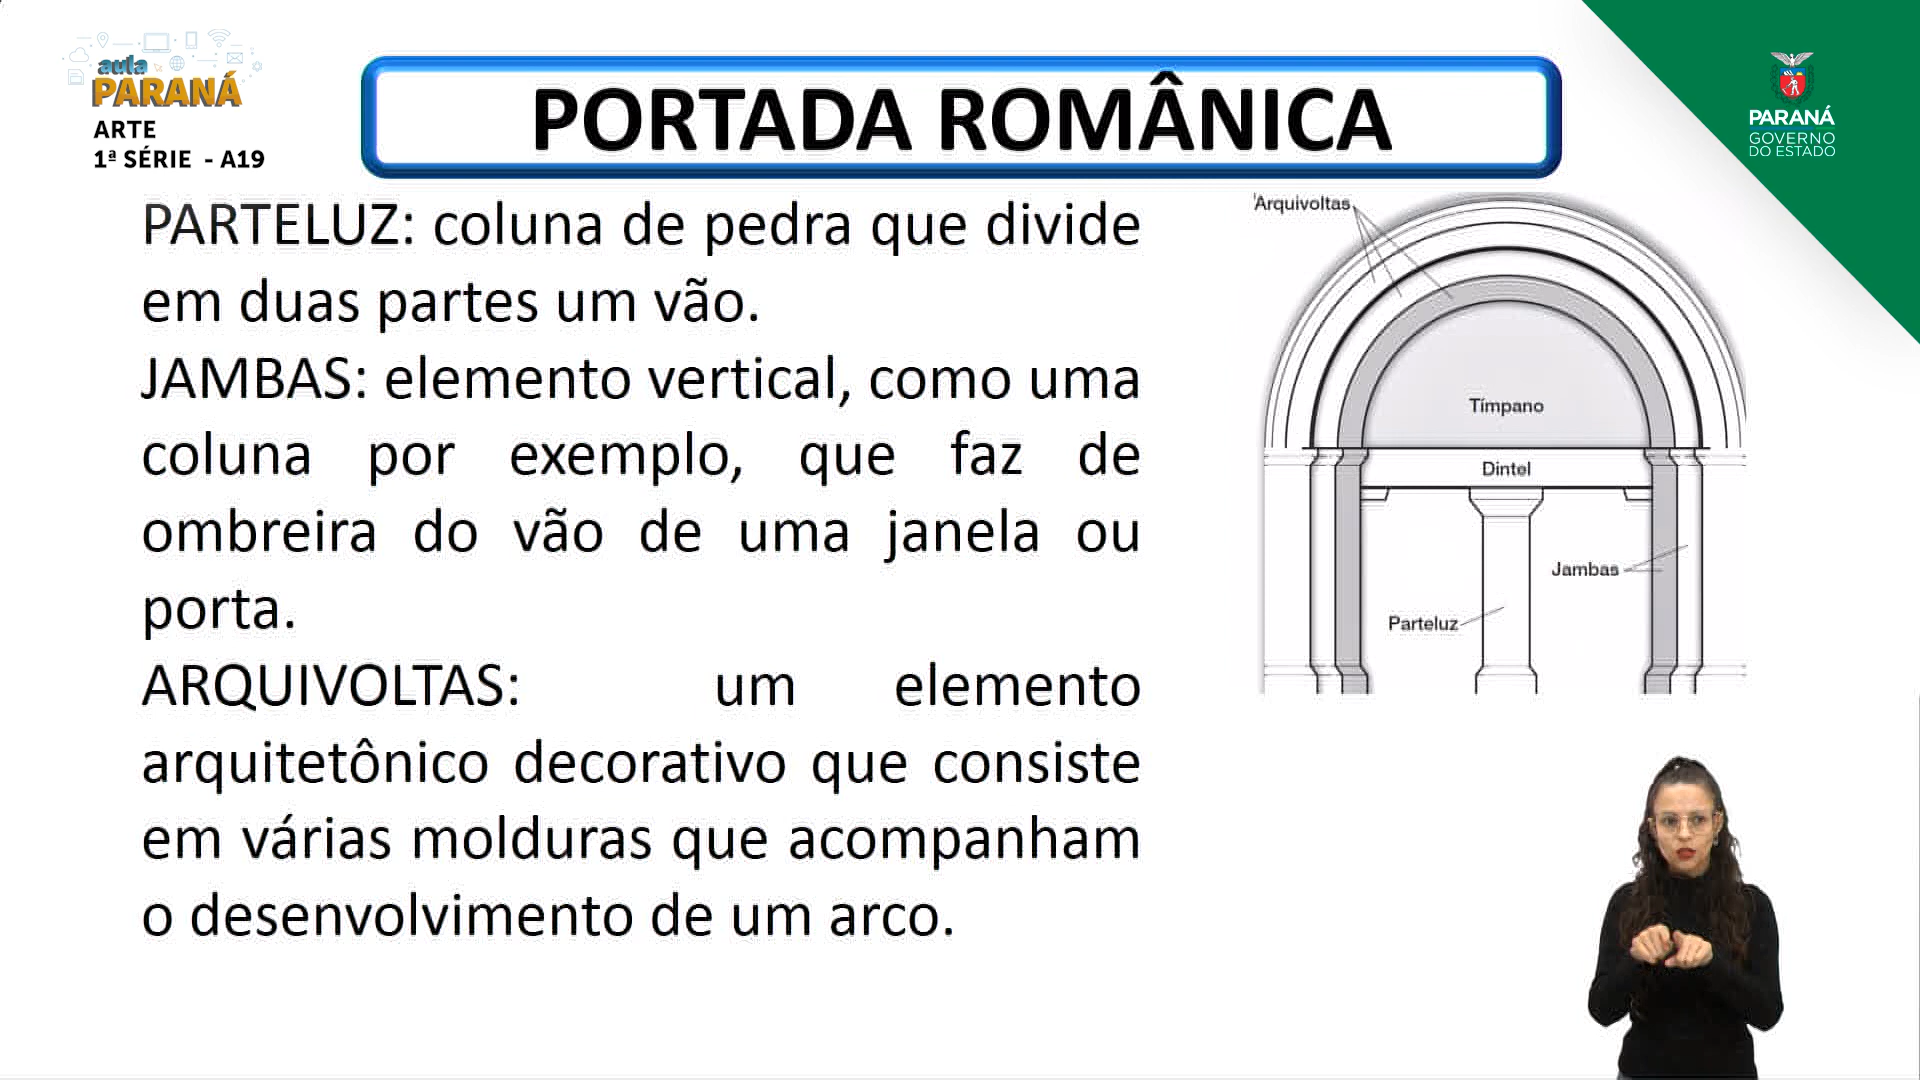 aula
PARANÁ
ARTE
1ª SÉRIE - A19
PORTADA ROMÂNICA
PARANÁ
GOVERNO
DO ESTADO
PARTELUZ: coluna de pedra que divide
em duas partes um vão.
JAMBAS: elemento vertical, como uma
coluna por exemplo, que faz de
ombreira do vão de uma janela ou
porta.
ARQUIVOLTAS: um elemento
arquitetônico decorativo que consiste
em várias molduras que acompanham
o desenvolvimento de um arco.
Arquivoltas
Tímpano
Dintel
Jambas
Parteluz